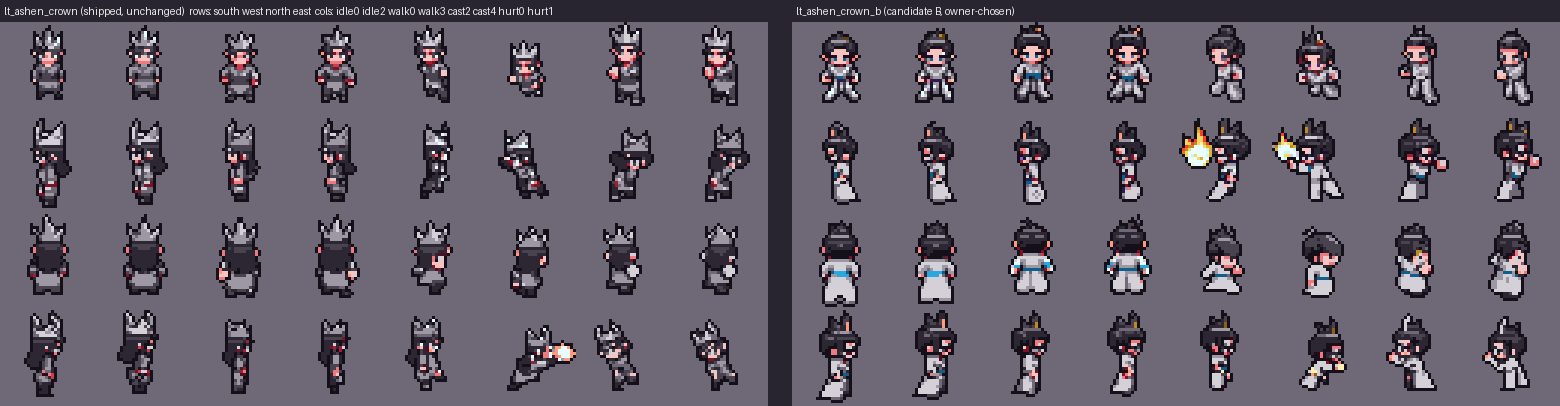 lt_ashen_crown (shipped, unchanged) rows: south west north east cols: idle0 idle2 walk0 walk3 cast2 cast4 hurt0 hurt1
lt_ashen_crown_b (candidate B, owner-chosen)